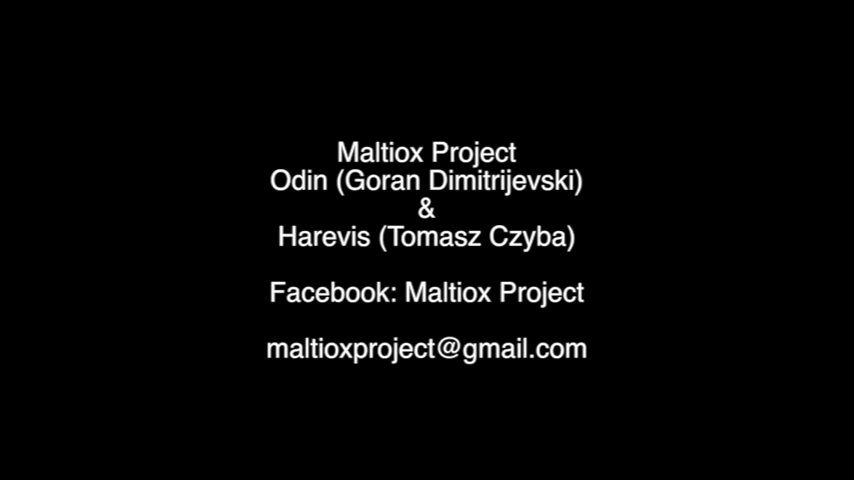 Maltiox Project
Odin (Goran Dimitrijevski)
&
Harevis (Tomasz Czyba)
Facebook: Maltiox Project
maltioxproject@gmail.com